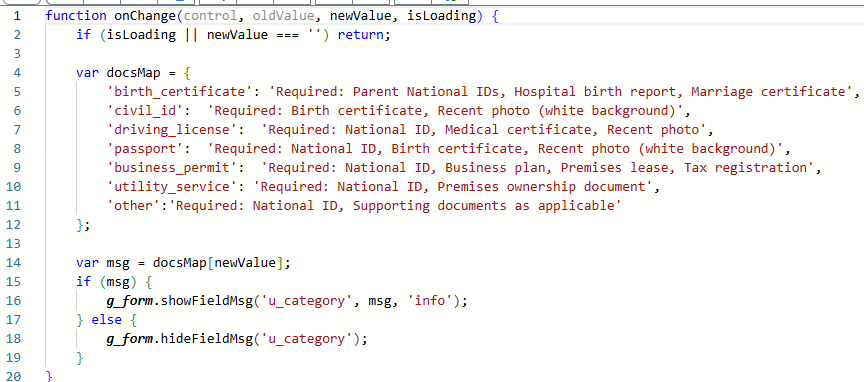 1 function onChange(control, oldValue, newValue, isLoading) {
2     if (isLoading || newValue === '') return;
3
4     var docsMap = {
5         'birth_certificate': 'Required: Parent National IDs, Hospital birth report, Marriage certificate',
6         'civil_id':  'Required: Birth certificate, Recent photo (white background)',
7         'driving_license':  'Required: National ID, Medical certificate, Recent photo',
8         'passport':  'Required: National ID, Birth certificate, Recent photo (white background)',
9         'business_permit':  'Required: National ID, Business plan, Premises lease, Tax registration',
10         'utility_service': 'Required: National ID, Premises ownership document',
11         'other':'Required: National ID, Supporting documents as applicable'
12     };
13
14     var msg = docsMap[newValue];
15     if (msg) {
16         g_form.showFieldMsg('u_category', msg, 'info');
17     } else {
18         g_form.hideFieldMsg('u_category');
19     }
20 }